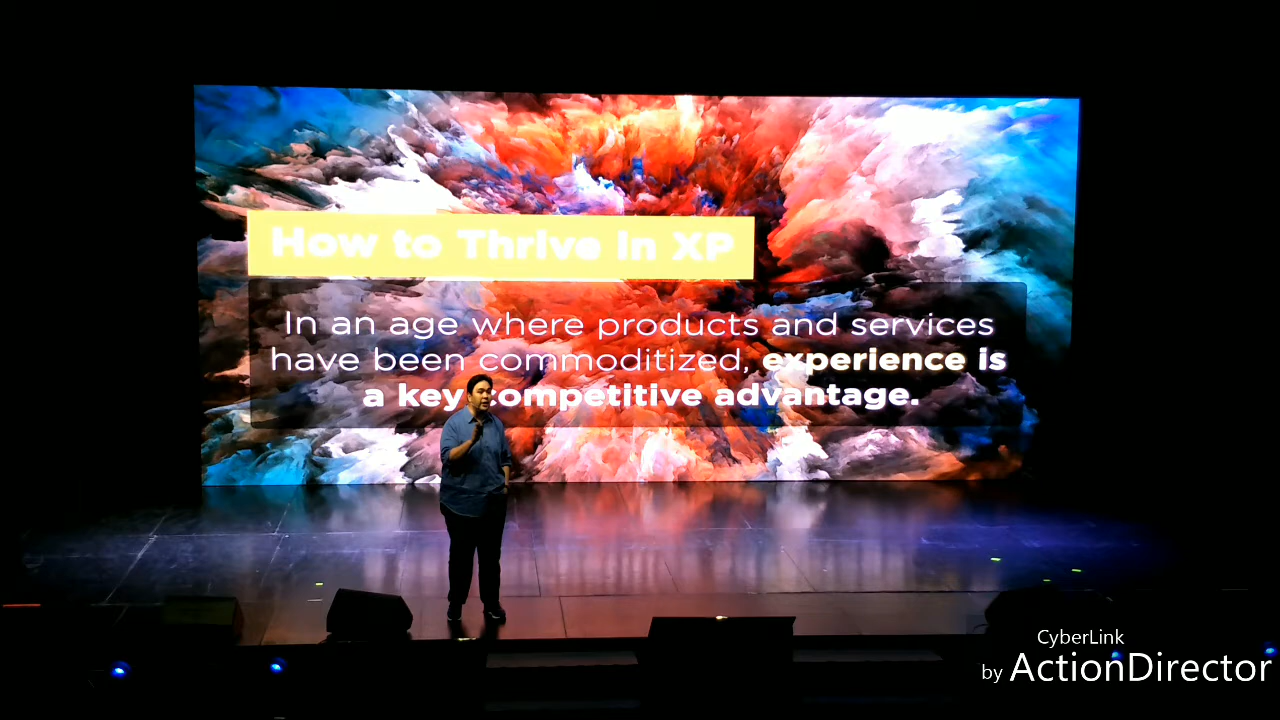 How to Thrive in XP
In an age where products and services
have been commoditized, experience is
a key competitive advantage.
CyberLink
by ActionDirector